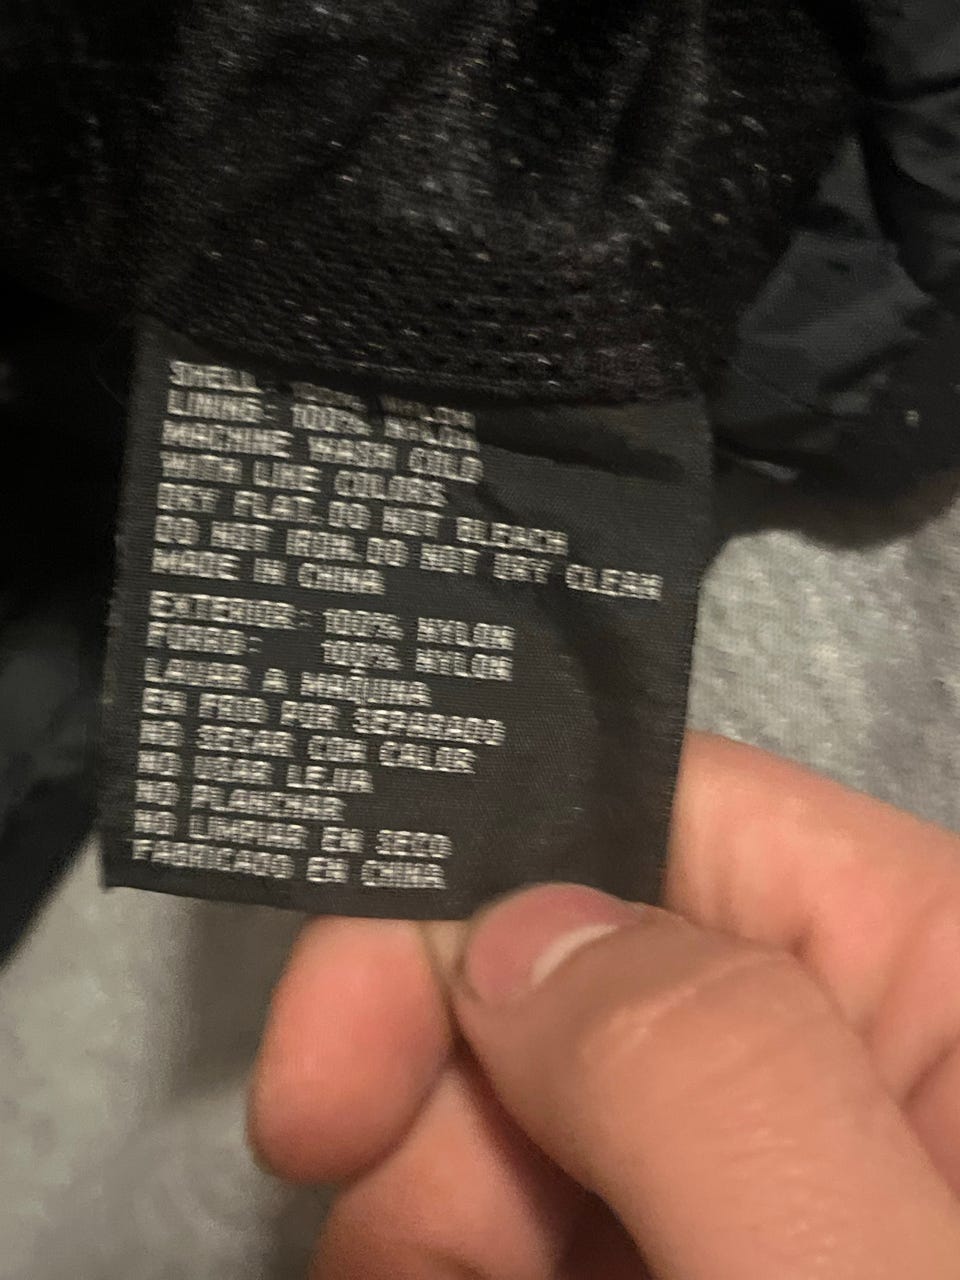 SHELL: 100% NYLON
LINING: 100% NYLON
MACHINE WASH COLD
WITH LIKE COLORS
DRY FLAT.DO NOT BLEACH
DO NOT IRON.DO NOT DRY CLEAN
MADE IN CHINA
EXTERIOR: 100% NYLON
FORRO: 100% NYLON
LAVAR A MAQUINA
EN FRIO POR SEPARADO
NO SECAR CON CALOR
NO USAR LEJIA
NO PLANCHAR
NO LIMPIAR EN SECO
FABRICADO EN CHINA